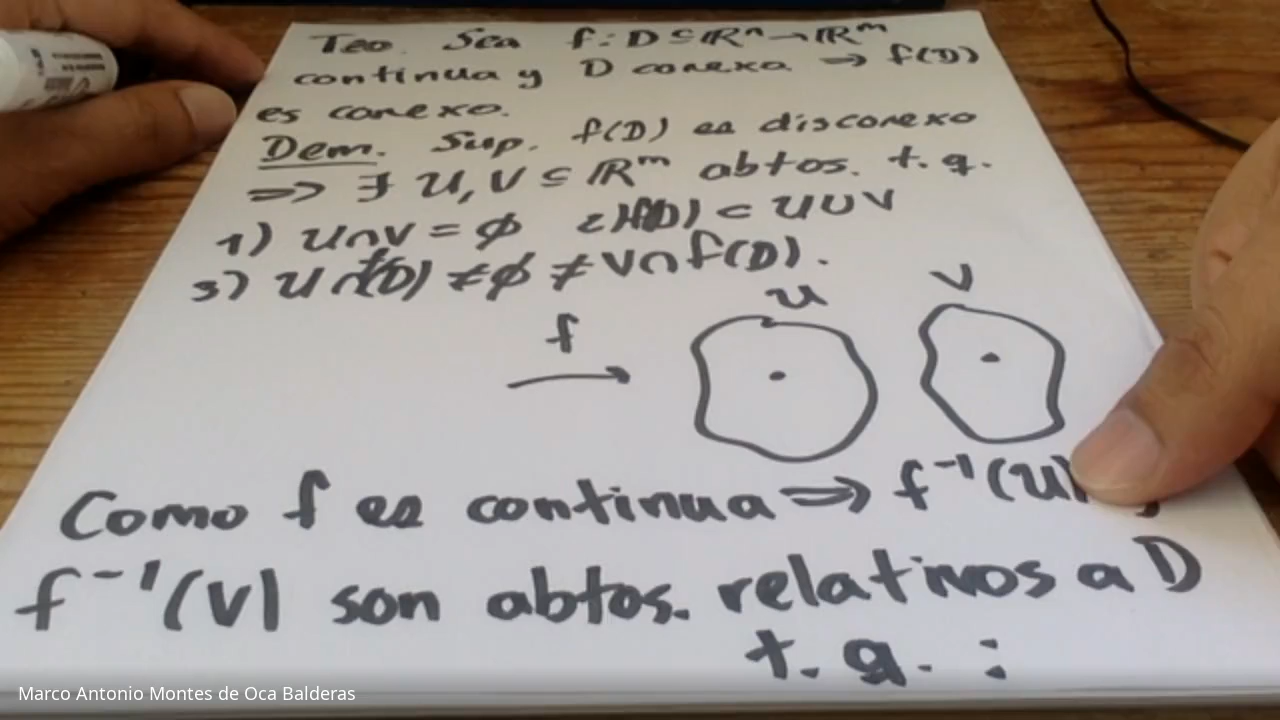 Teo. Sea f: D ⊆ ℝⁿ → ℝᵐ
continua y D conexo ⇒ f(D)
es conexo.
Dem. Sup. f(D) es disconexo
⇒ ∃ U, V ⊆ ℝᵐ abtos. t.q.
1) U∩V = ∅ 2) f(D) ⊂ U∪V
3) U∩f(D) ≠ ∅ ≠ V∩f(D).
f
U
V
Como f es continua ⇒ f⁻¹(U)
f⁻¹(V) son abtos. relativos a D
t.q. :
Marco Antonio Montes de Oca Balderas